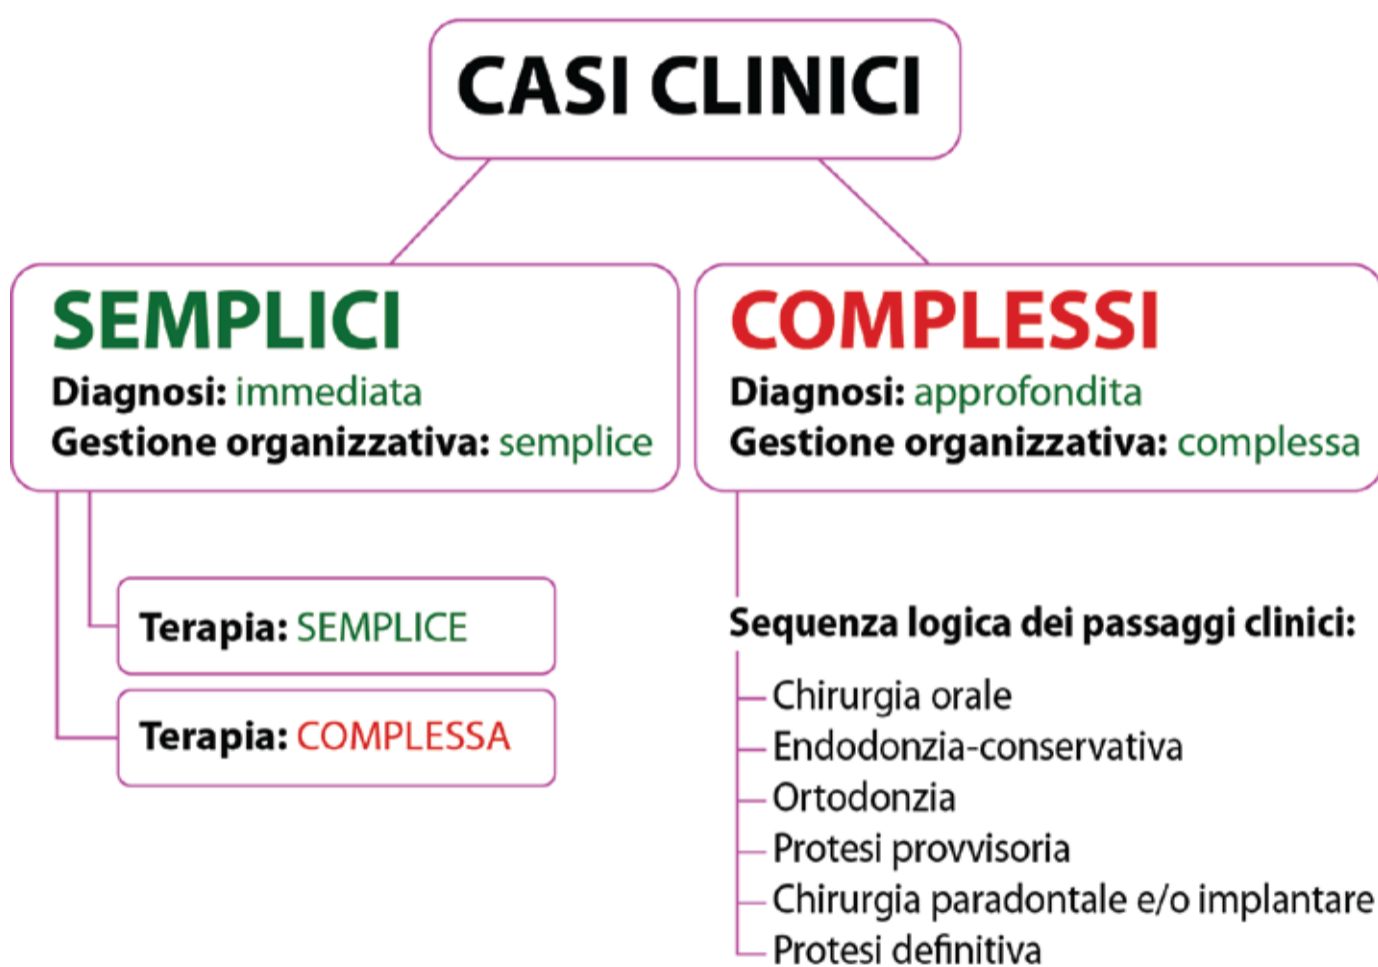 CASI CLINICI
SEMPLICI
Diagnosi: immediata
Gestione organizzativa: semplice
Terapia: SEMPLICE
Terapia: COMPLESSA
COMPLESSI
Diagnosi: approfondita
Gestione organizzativa: complessa
Sequenza logica dei passaggi clinici:
Chirurgia orale
Endodonzia-conservativa
Ortodonzia
Protesi provvisoria
Chirurgia paradontale e/o implantare
Protesi definitiva